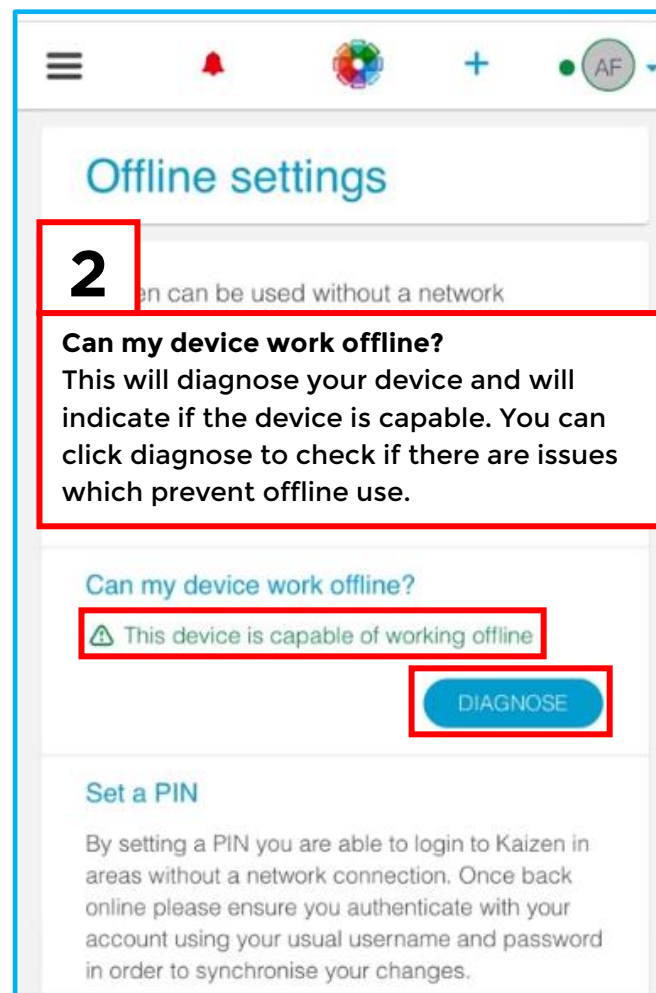 AF
Offline settings
2
en can be used without a network
Can my device work offline?
This will diagnose your device and will
indicate if the device is capable. You can
click diagnose to check if there are issues
which prevent offline use.
Can my device work offline?
This device is capable of working offline
DIAGNOSE
Set a PIN
By setting a PIN you are able to login to Kaizen in
areas without a network connection. Once back
online please ensure you authenticate with your
account using your usual username and password
in order to synchronise your changes.